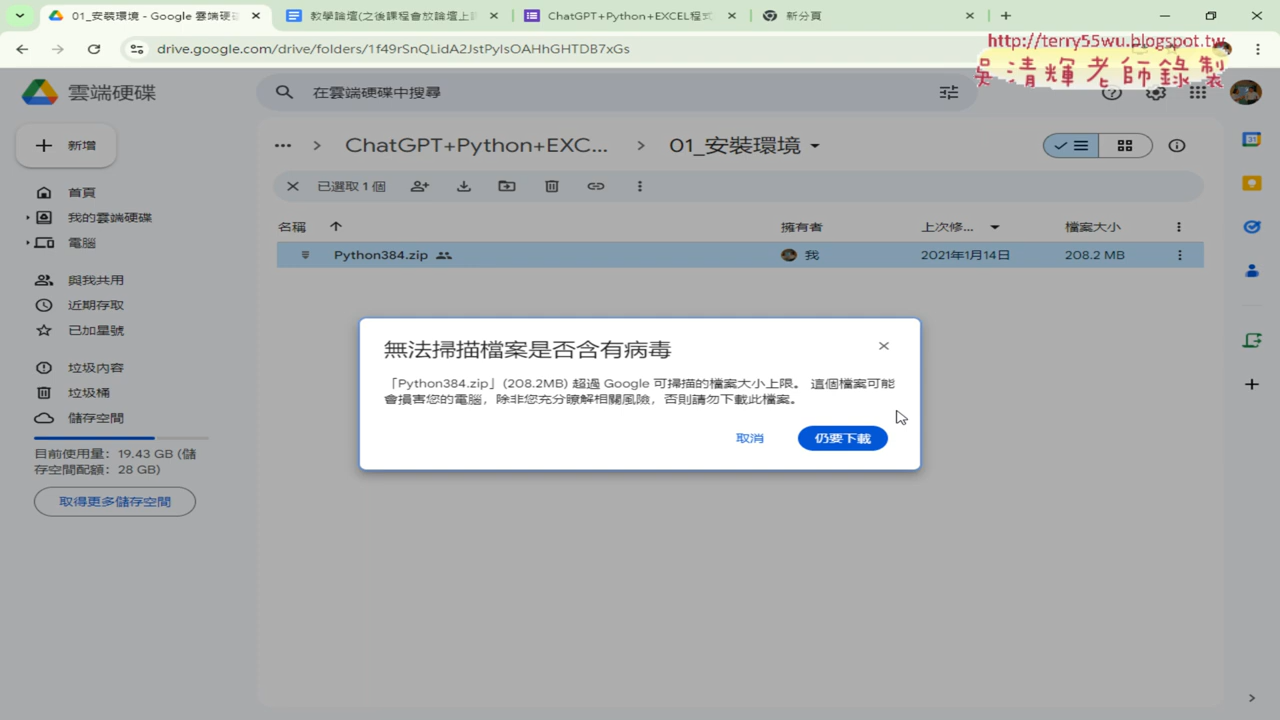 01_安裝環境 - Google 雲端硬碟
教學論壇(之後課程會放論壇上
ChatGPT+Python+EXCEL程式
新分頁
drive.google.com/drive/folders/1f49rSnQLidA2JstPyIsOAHhGHTDB7xGs
http://terry55wu.blogspot.tw
吳清輝老師錄製
雲端硬碟
在雲端硬碟中搜尋
新增
ChatGPT+Python+EXC...
01_安裝環境
已選取 1 個
首頁
我的雲端硬碟
電腦
名稱
擁有者
上次修...
檔案大小
Python384.zip
我
2021年1月14日
208.2 MB
與我共用
近期存取
已加星號
垃圾內容
垃圾桶
儲存空間
目前使用量：19.43 GB (儲
存空間配額：28 GB)
取得更多儲存空間
無法掃描檔案是否含有病毒
「Python384.zip」(208.2MB) 超過 Google 可掃描的檔案大小上限。 這個檔案可能
會損害您的電腦，除非您充分瞭解相關風險，否則請勿下載此檔案。
取消
仍要下載
31